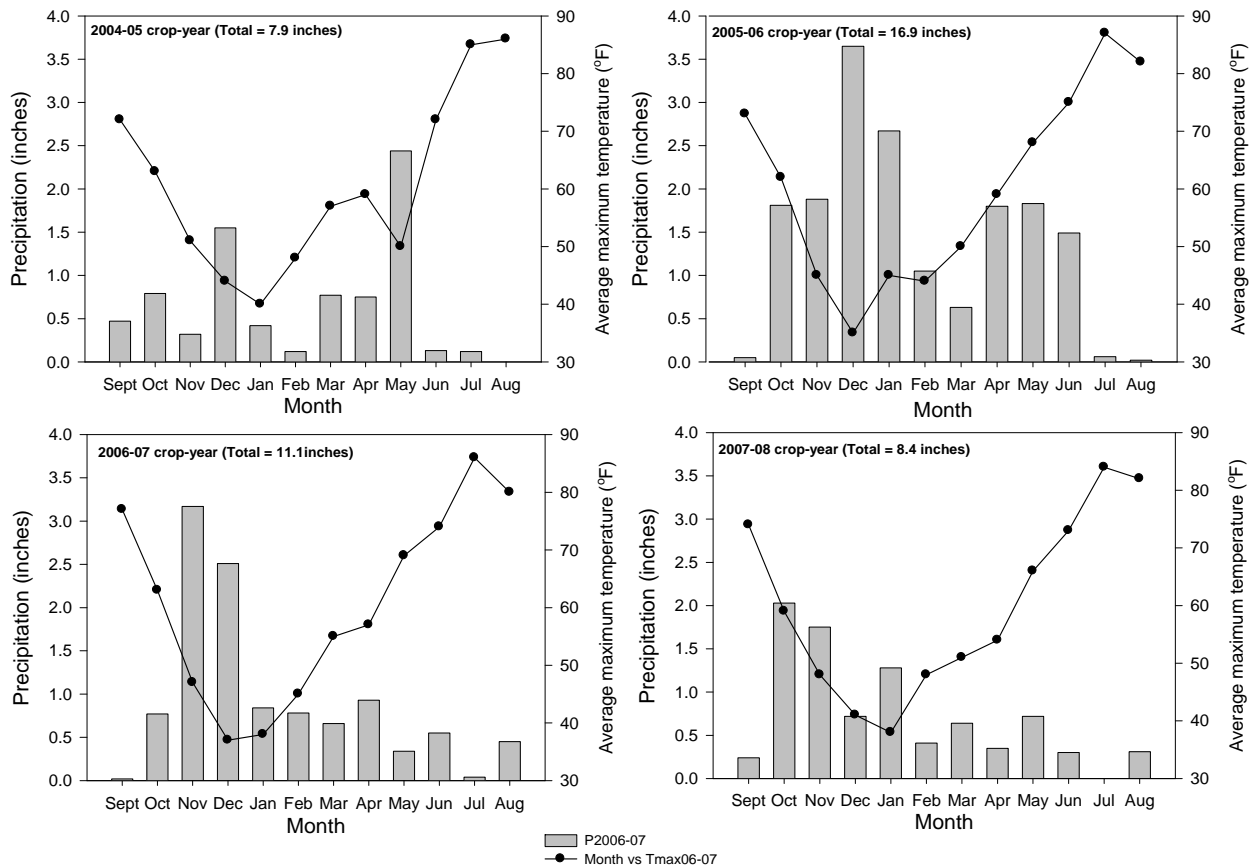 2004-05 crop-year (Total = 7.9 inches)
Precipitation (inches)
4.0
3.5
3.0
2.5
2.0
1.5
1.0
0.5
0.0
90
80
70
60
50
40
30
Average maximum temperature (°F)
Sept Oct Nov Dec Jan Feb Mar Apr May Jun Jul Aug
Month
2005-06 crop-year (Total = 16.9 inches)
Precipitation (inches)
4.0
3.5
3.0
2.5
2.0
1.5
1.0
0.5
0.0
90
80
70
60
50
40
30
Average maximum temperature (°F)
Sept Oct Nov Dec Jan Feb Mar Apr May Jun Jul Aug
Month
2006-07 crop-year (Total = 11.1inches)
Precipitation (inches)
4.0
3.5
3.0
2.5
2.0
1.5
1.0
0.5
0.0
90
80
70
60
50
40
30
Average maximum temperature (°F)
Sept Oct Nov Dec Jan Feb Mar Apr May Jun Jul Aug
Month
2007-08 crop-year (Total = 8.4 inches)
Precipitation (inches)
4.0
3.5
3.0
2.5
2.0
1.5
1.0
0.5
0.0
90
80
70
60
50
40
30
Average maximum temperature (°F)
Sept Oct Nov Dec Jan Feb Mar Apr May Jun Jul Aug
Month
P2006-07
Month vs Tmax06-07